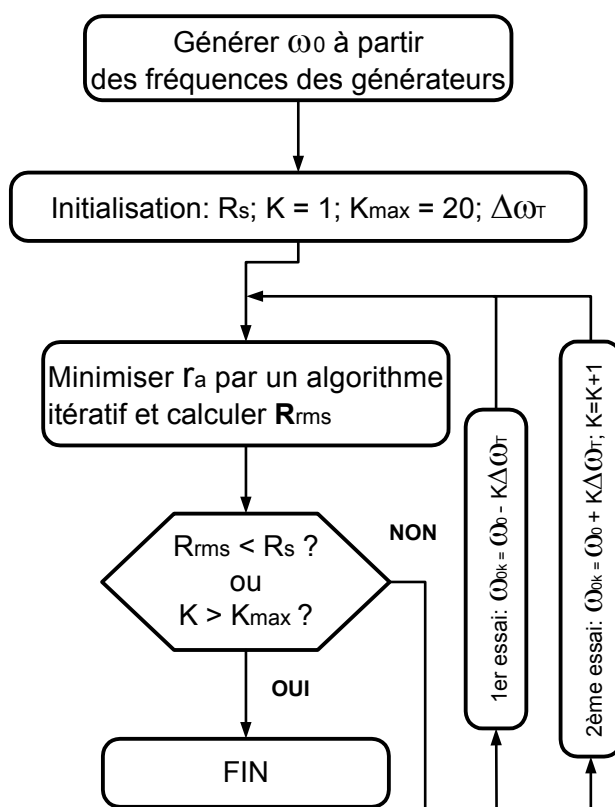 Générer ω0 à partir
des fréquences des générateurs
Initialisation: Rs; K = 1; Kmax = 20; ΔωT
Minimiser ra par un algorithme
itératif et calculer Rrms
Rrms < Rs ?
ou
K > Kmax ?
NON
OUI
FIN
1er essai: ω0k = ω0 - KΔωT
2ème essai: ω0k = ω0 + KΔωT; K=K+1